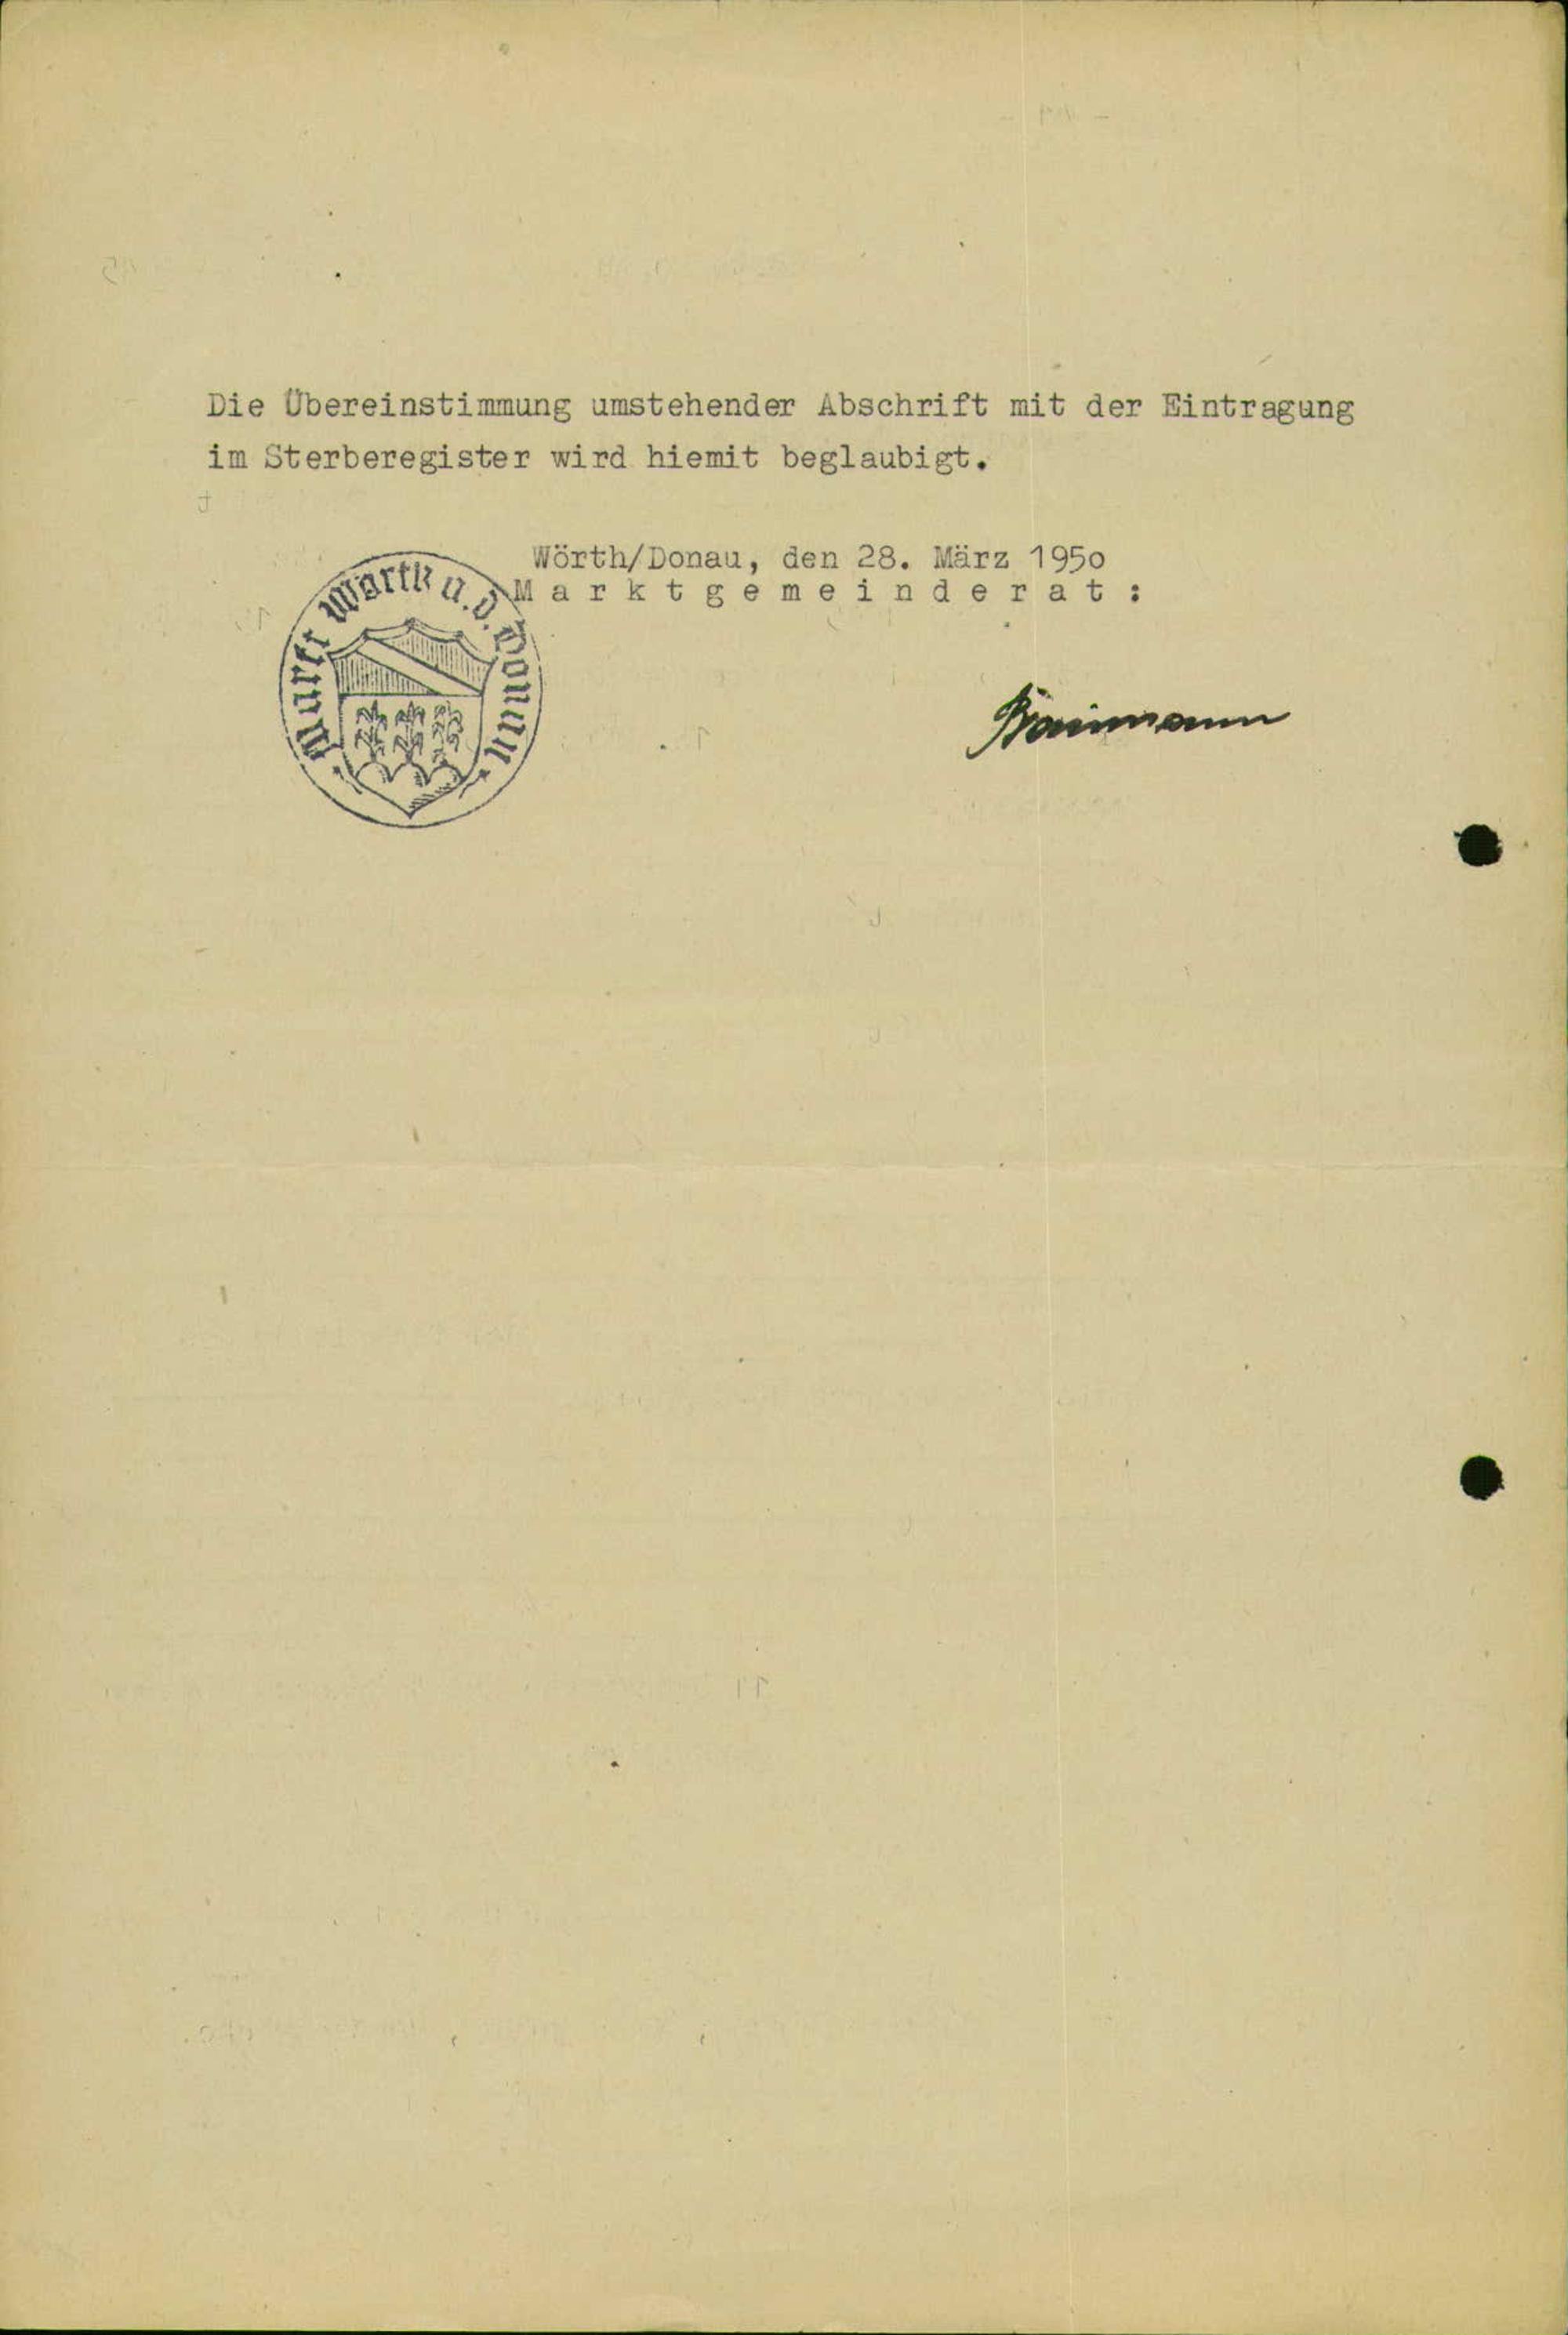 Die Übereinstimmung umstehender Abschrift mit der Eintragung
im Sterberegister wird hiemit beglaubigt.
Wörth/Donau, den 28. März 1950
M a r k t g e m e i n d e r a t :
Markt Wörth a. d. Donau